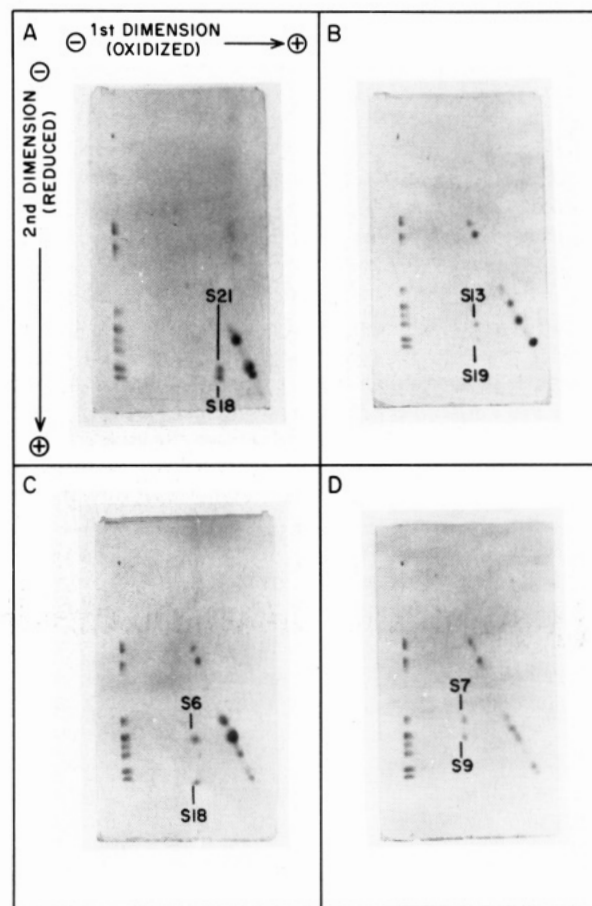 A
⊖ 1st DIMENSION ⊕
(OXIDIZED)
⊖
2nd DIMENSION
(REDUCED)
⊕
S21
S18
B
S13
S19
C
S6
S18
D
S7
S9